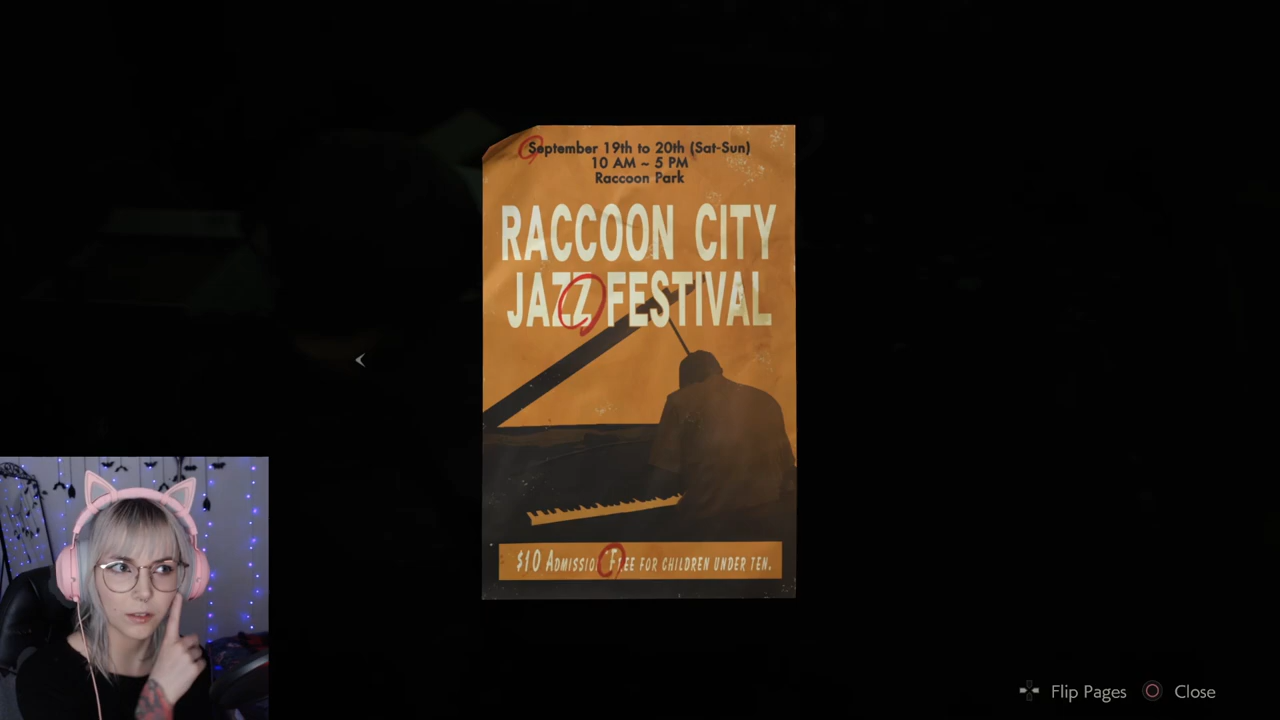 September 19th to 20th (Sat-Sun)
10 AM ~ 5 PM
Raccoon Park
RACCOON CITY
JAZZ FESTIVAL
$10 Admission Free for children under ten.
Flip Pages
Close